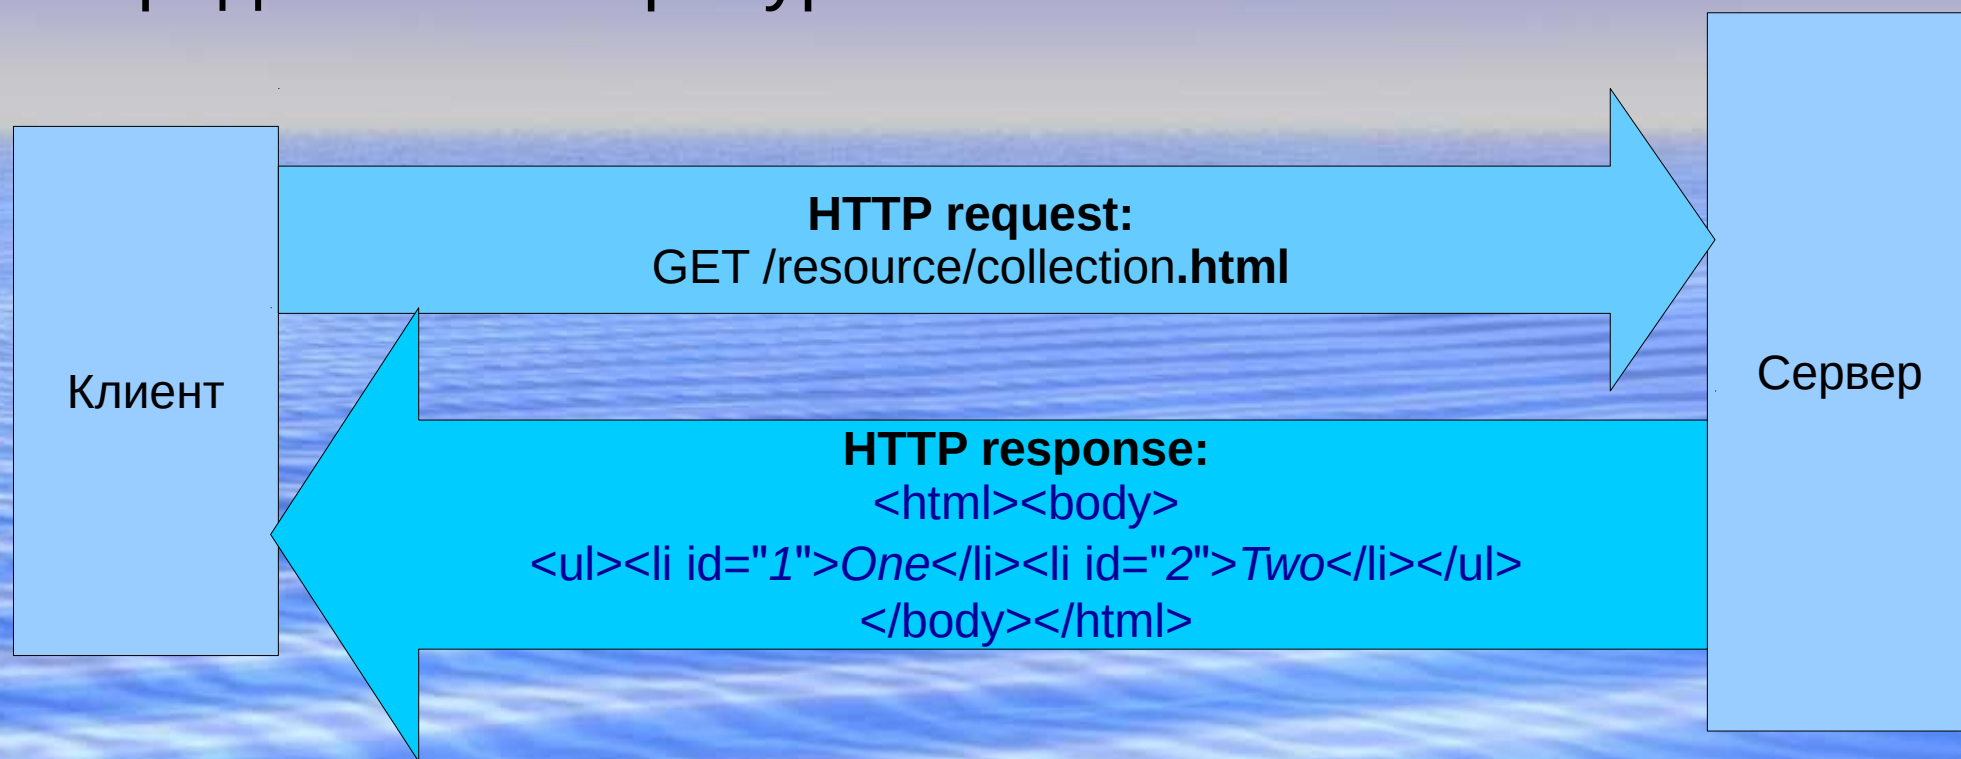 HTTP request:
GET /resource/collection.html
Клиент
Сервер
HTTP response:
<html><body>
<ul><li id="1">One</li><li id="2">Two</li></ul>
</body></html>